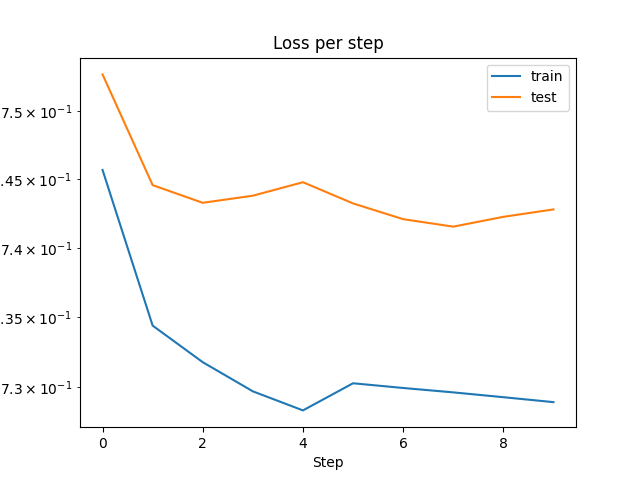 Loss per step
train
test
7.5 × 10⁻¹
.45 × 10⁻¹
7.4 × 10⁻¹
.35 × 10⁻¹
7.3 × 10⁻¹
0 2 4 6 8
Step